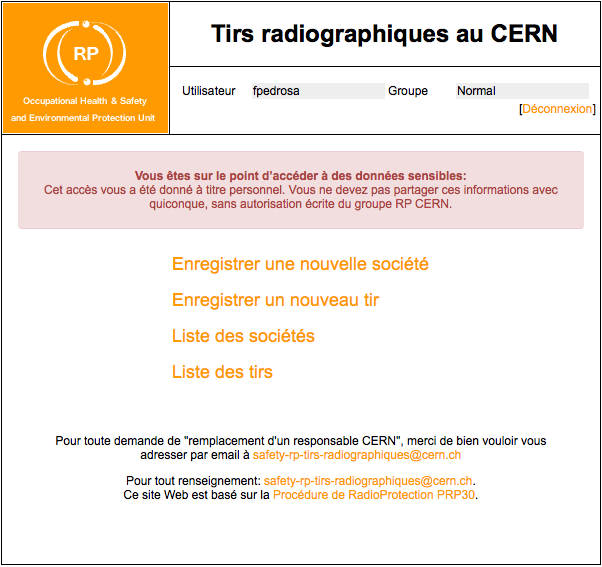 RP
Occupational Health & Safety
and Environmental Protection Unit
Tirs radiographiques au CERN
Utilisateur fpedrosa Groupe Normal
[Déconnexion]
Vous êtes sur le point d’accéder à des données sensibles:
Cet accès vous a été donné à titre personnel. Vous ne devez pas partager ces informations avec
quiconque, sans autorisation écrite du groupe RP CERN.
Enregistrer une nouvelle société
Enregistrer un nouveau tir
Liste des sociétés
Liste des tirs
Pour toute demande de "remplacement d'un responsable CERN", merci de bien vouloir vous
adresser par email à safety-rp-tirs-radiographiques@cern.ch
Pour tout renseignement: safety-rp-tirs-radiographiques@cern.ch.
Ce site Web est basé sur la Procédure de RadioProtection PRP30.